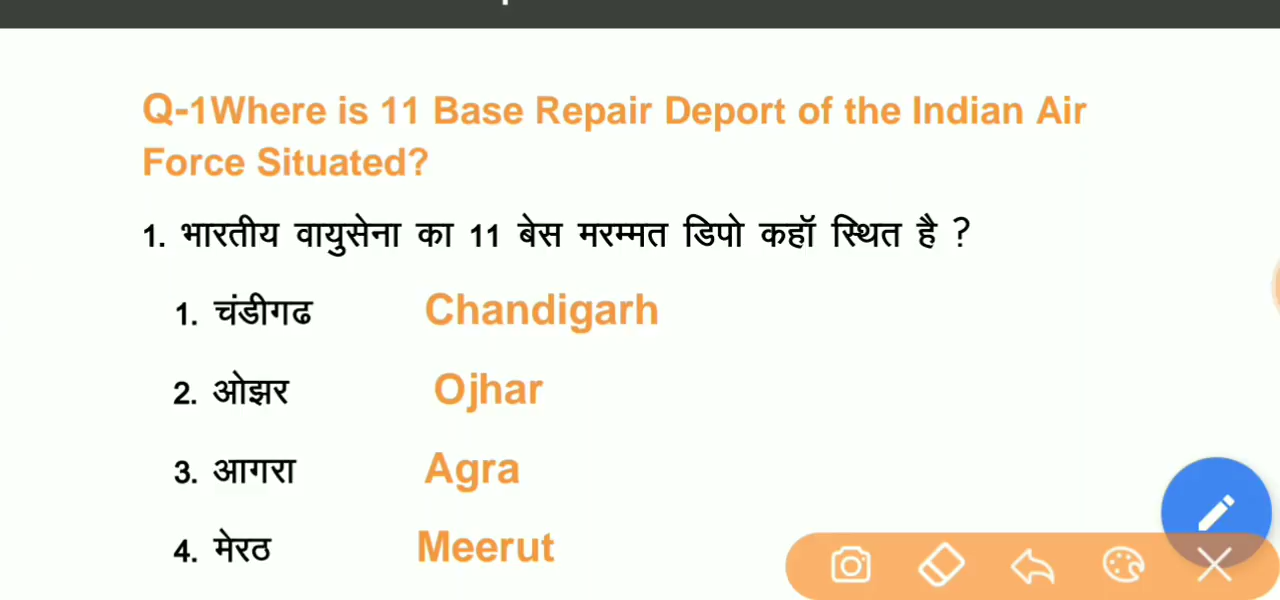 Q-1Where is 11 Base Repair Deport of the Indian Air
Force Situated?
1. भारतीय वायुसेना का 11 बेस मरम्मत डिपो कहॉ स्थित है ?
1. चंडीगढ Chandigarh
2. ओझर Ojhar
3. आगरा Agra
4. मेरठ Meerut